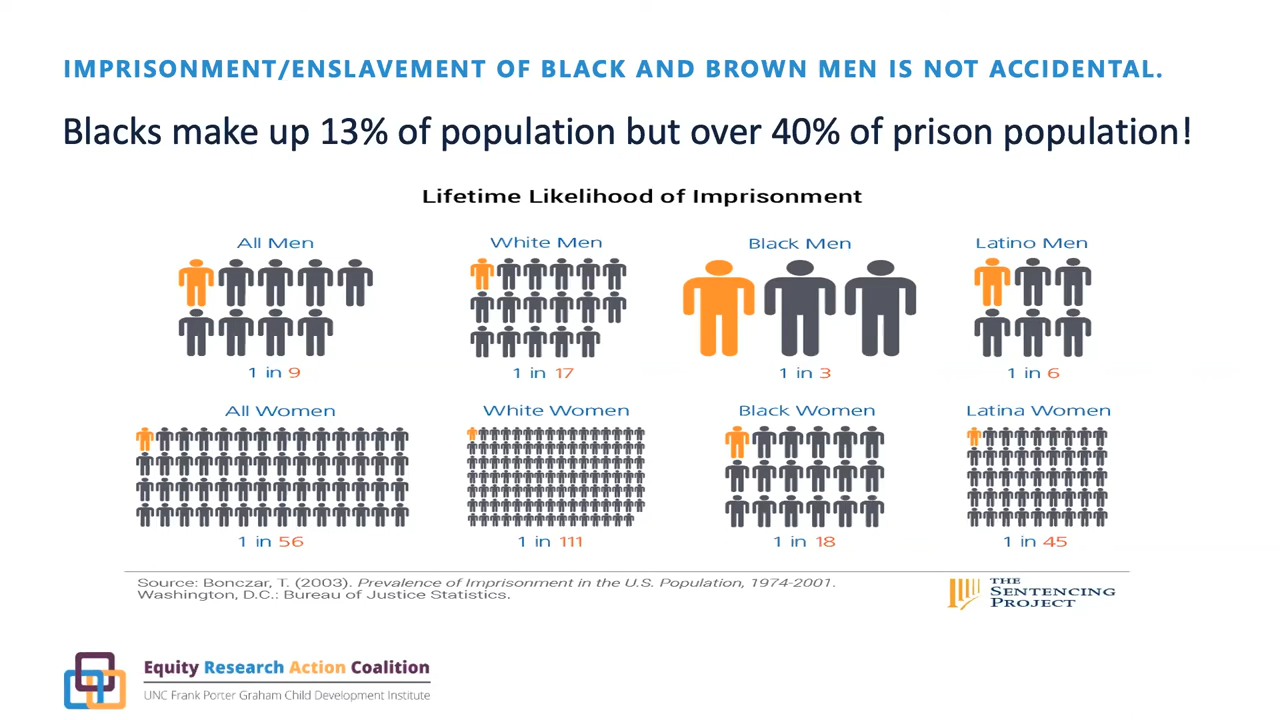 IMPRISONMENT/ENSLAVEMENT OF BLACK AND BROWN MEN IS NOT ACCIDENTAL.
Blacks make up 13% of population but over 40% of prison population!
Lifetime Likelihood of Imprisonment
All Men
White Men
Black Men
Latino Men
1 in 9
1 in 17
1 in 3
1 in 6
All Women
White Women
Black Women
Latina Women
1 in 56
1 in 111
1 in 18
1 in 45
Source: Bonczar, T. (2003). Prevalence of Imprisonment in the U.S. Population, 1974-2001.
Washington, D.C.: Bureau of Justice Statistics.
THE
SENTENCING
PROJECT
Equity Research Action Coalition
UNC Frank Porter Graham Child Development Institute